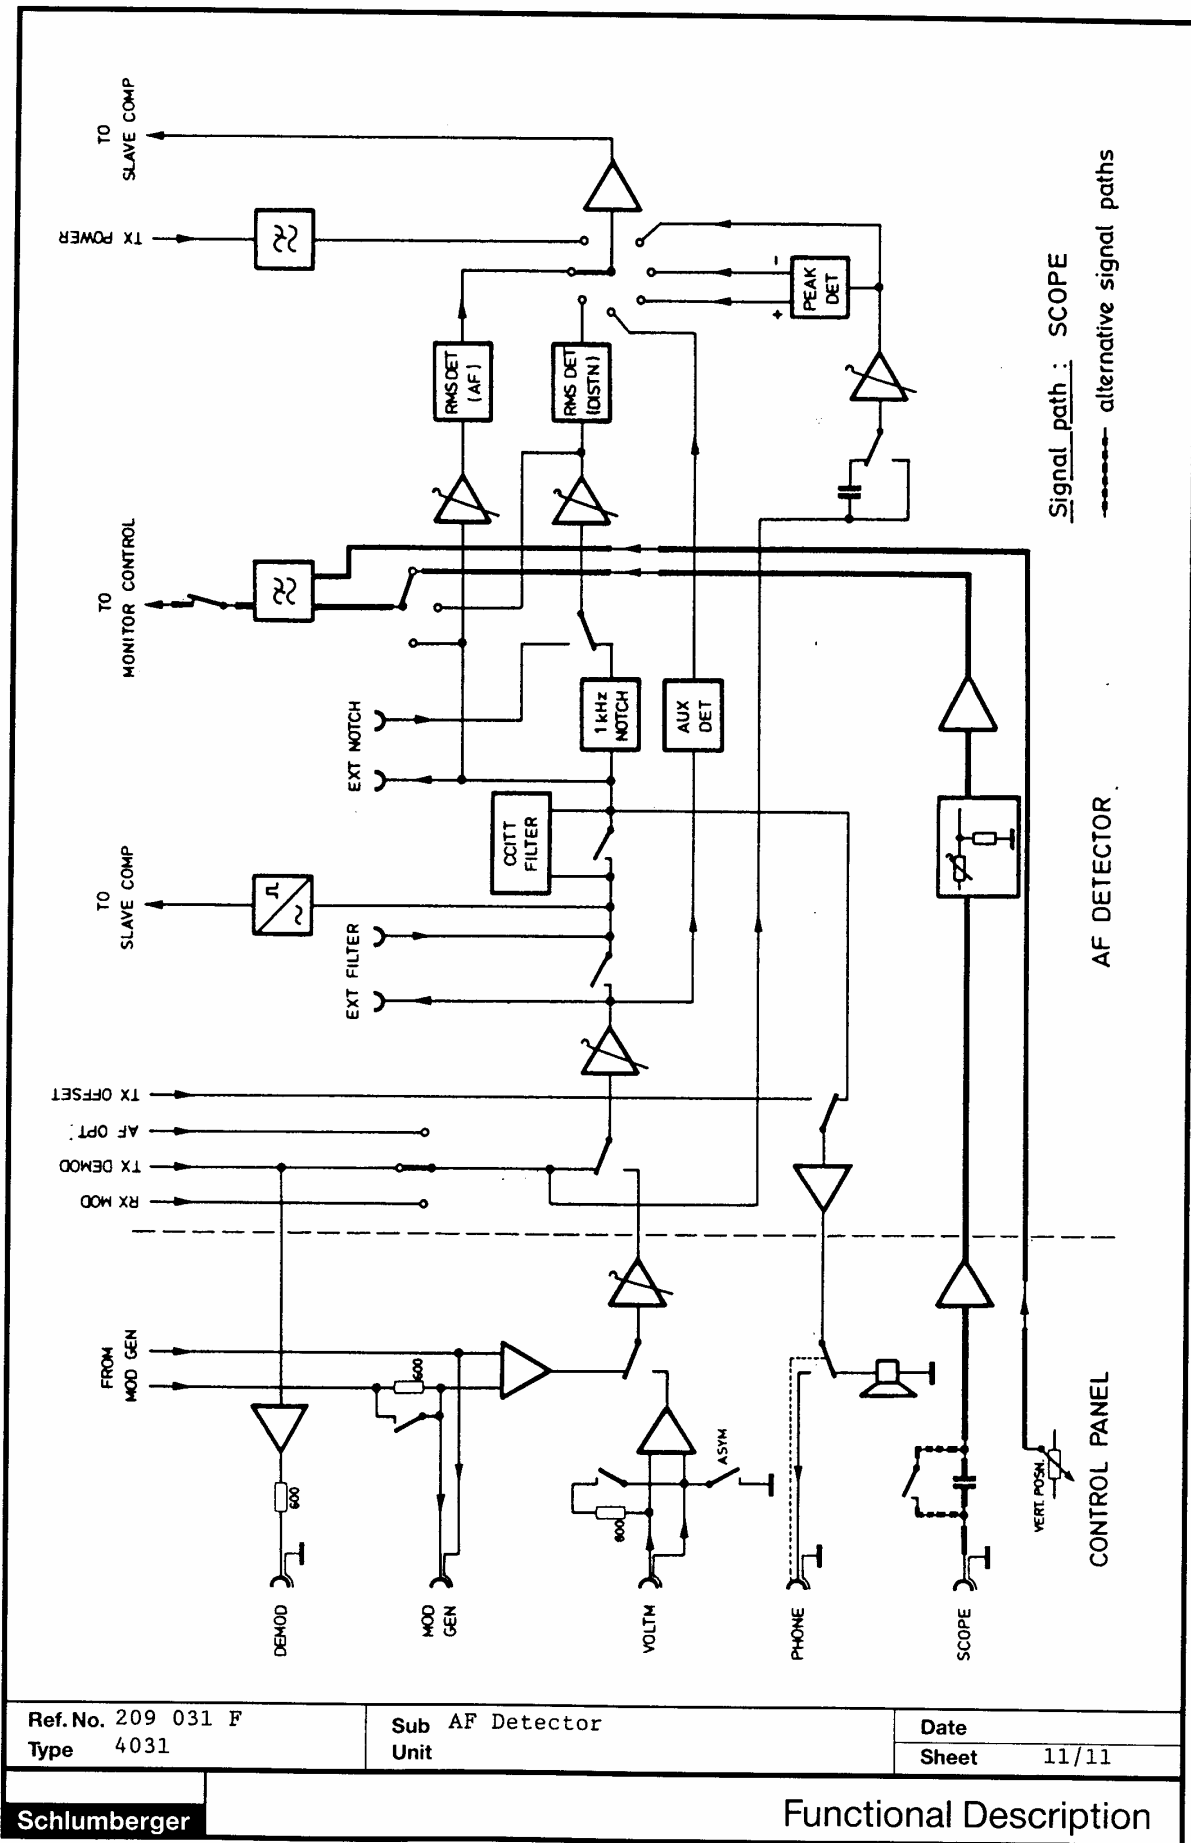 TO
SLAVE COMP
TX POWER
RMS DET
(AF)
RMS DET
(DISTN)
PEAK
DET
+
-
Signal path : SCOPE
alternative signal paths
TO
MONITOR CONTROL
EXT NOTCH
1 kHz
NOTCH
AUX
DET
EXT
CCITT
FILTER
TO
SLAVE COMP
EXT FILTER
AF DETECTOR
TX OFFSET
AF OPT.
TX DEMOD
RX MOD
FROM
MOD GEN
600
600
600
ASYM
VERT. POSN.
CONTROL PANEL
DEMOD
MOD
GEN
VOLTM
PHONE
SCOPE
Ref. No. 209 031 F
Type 4031
Sub AF Detector
Unit
Date
Sheet 11/11
Schlumberger
Functional Description